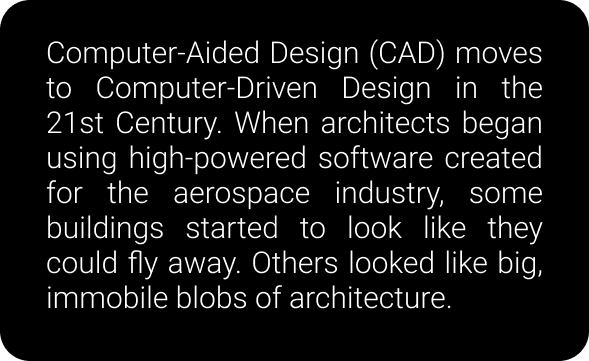 Computer-Aided Design (CAD) moves
to Computer-Driven Design in the
21st Century. When architects began
using high-powered software created
for the aerospace industry, some
buildings started to look like they
could fly away. Others looked like big,
immobile blobs of architecture.